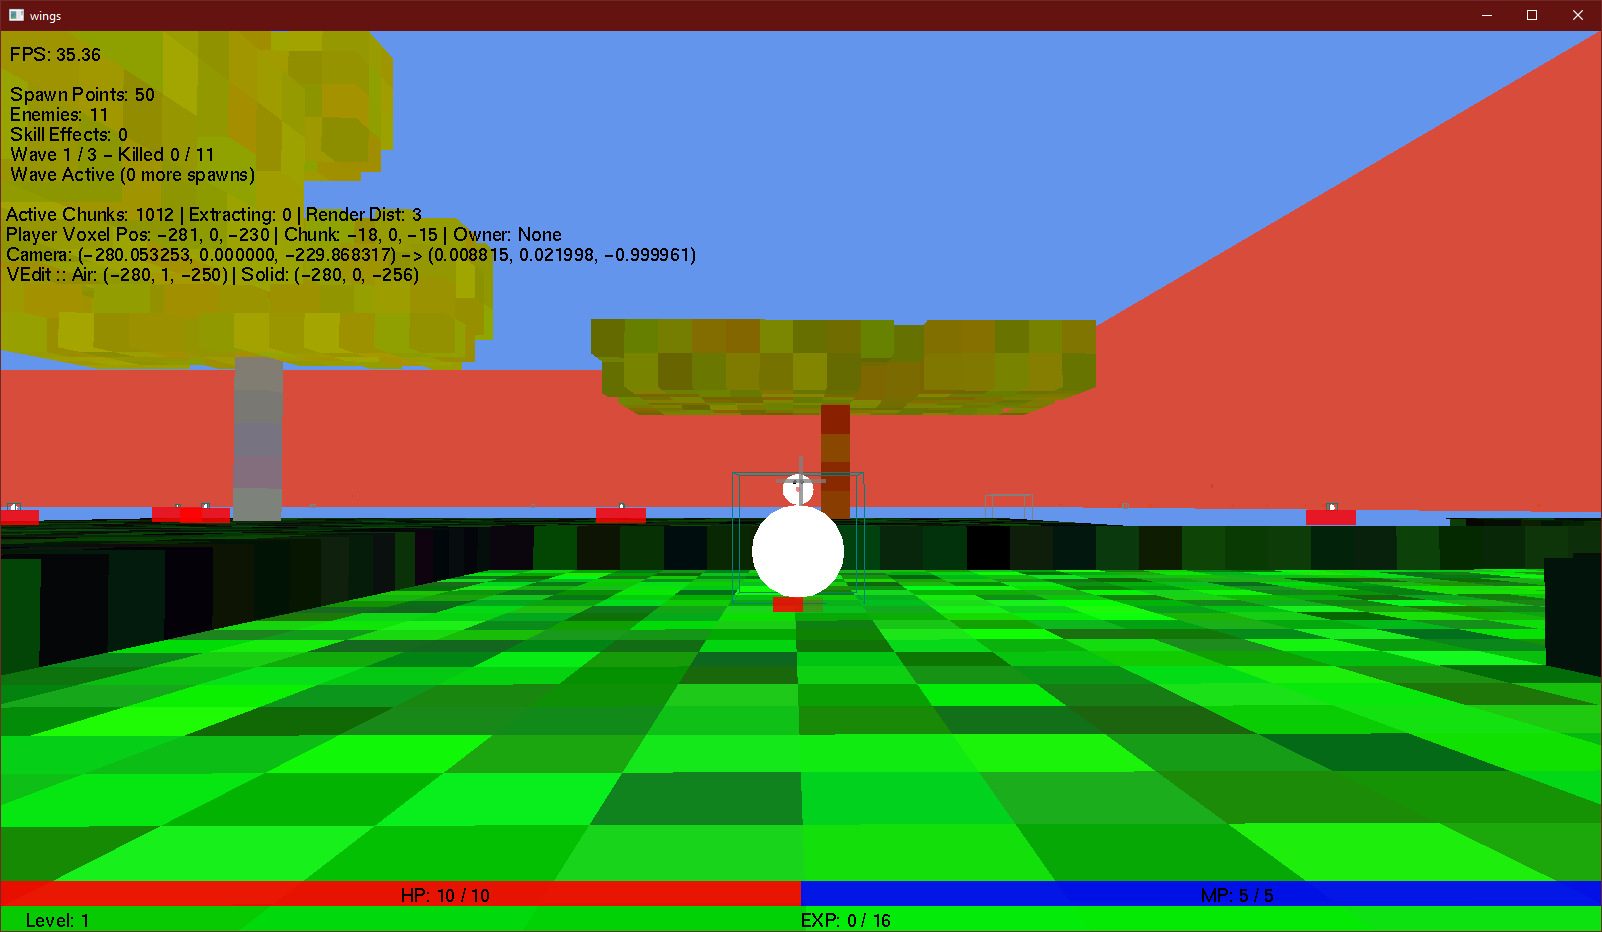 wings
FPS: 35.36
Spawn Points: 50
Enemies: 11
Skill Effects: 0
Wave 1 / 3 – Killed 0 / 11
Wave Active (0 more spawns)
Active Chunks: 1012 | Extracting: 0 | Render Dist: 3
Player Voxel Pos: −281, 0, −230 | Chunk: −18, 0, −15 | Owner: None
Camera: (−280.053253, 0.000000, −229.868317) −> (0.008815, 0.021998, −0.999961)
VEdit :: Air: (−280, 1, −250) | Solid: (−280, 0, −256)
HP: 10 / 10
MP: 5 / 5
Level: 1
EXP: 0 / 16